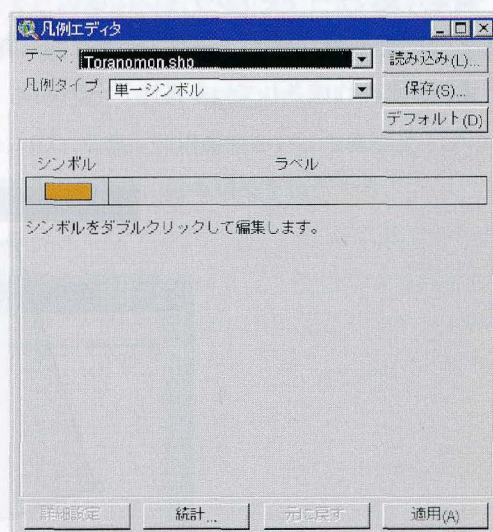 凡例エディタ
テーマ: Toranomon.shp 読み込み(L)...
凡例タイプ: 単一シンボル 保存(S)...
デフォルト(D)
シンボル ラベル
シンボルをダブルクリックして編集します。
詳細設定 統計... 元に戻す 適用(A)